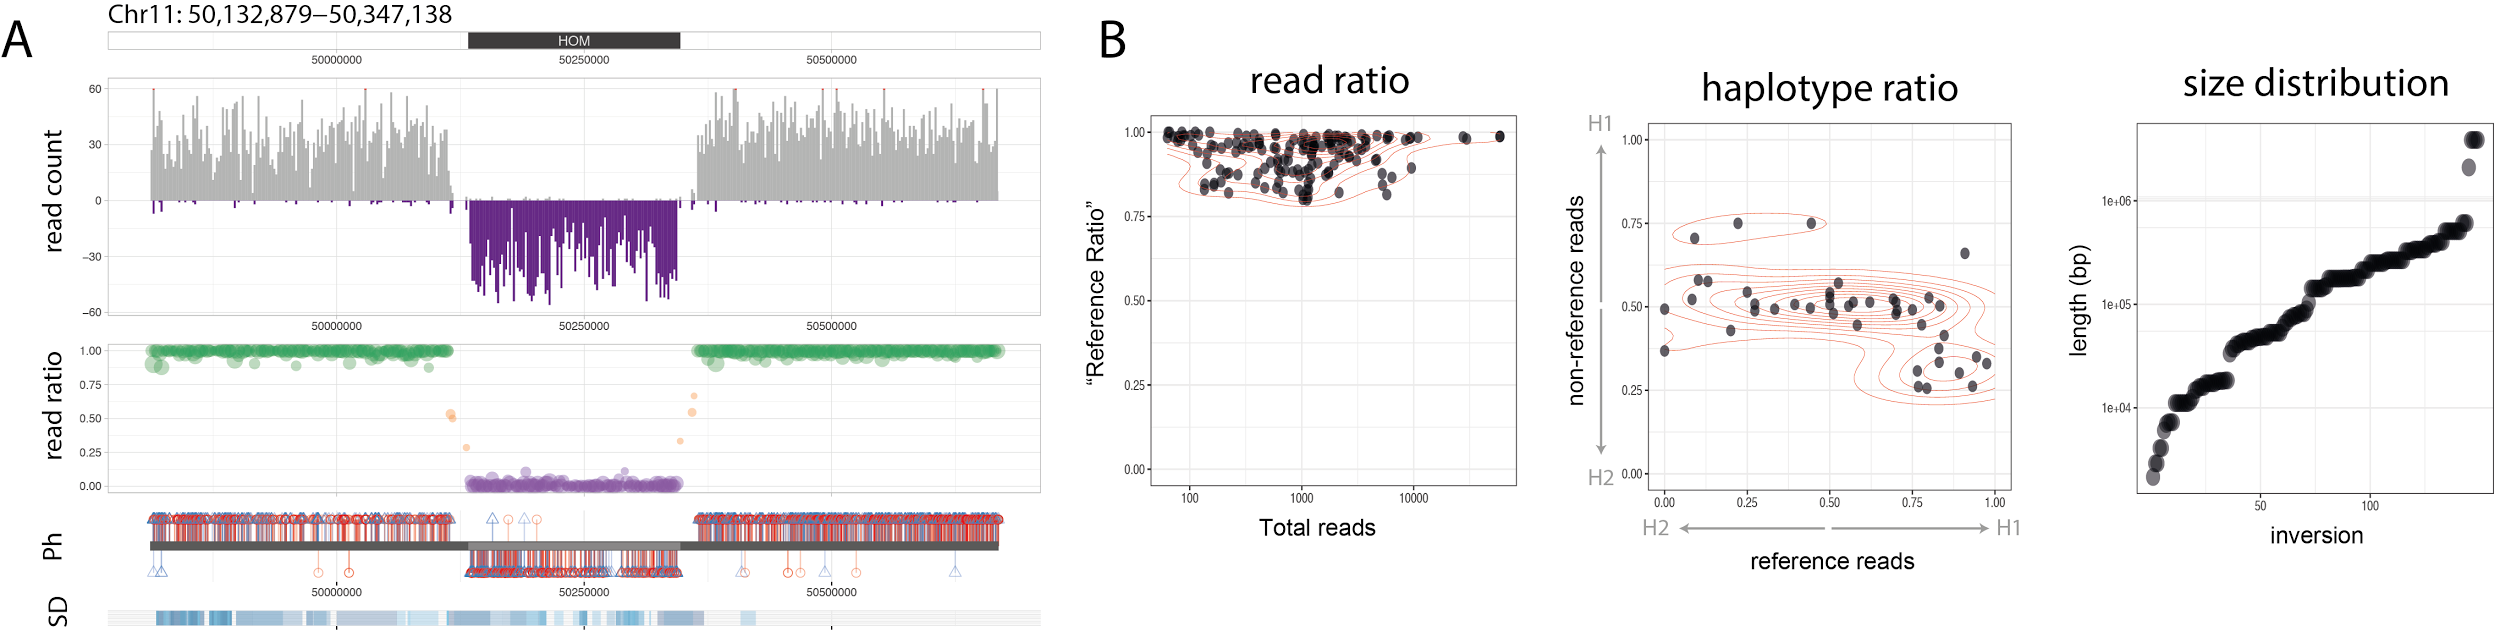 A
Chr11: 50,132,879–50,347,138
HOM
50000000 50250000 50500000
read count
60
30
0
−30
−60
50000000 50250000 50500000
read ratio
1.00
0.75
0.50
0.25
0.00
Ph
50000000 50250000 50500000
SD
B
read ratio
“Reference Ratio”
1.00
0.75
0.50
0.25
0.00
100 1000 10000
Total reads
haplotype ratio
H1
non-reference reads
H2
1.00
0.75
0.50
0.25
0.00
0.00 0.25 0.50 0.75 1.00
H2 H1
reference reads
size distribution
length (bp)
1e+06
1e+05
1e+04
50 100
inversion